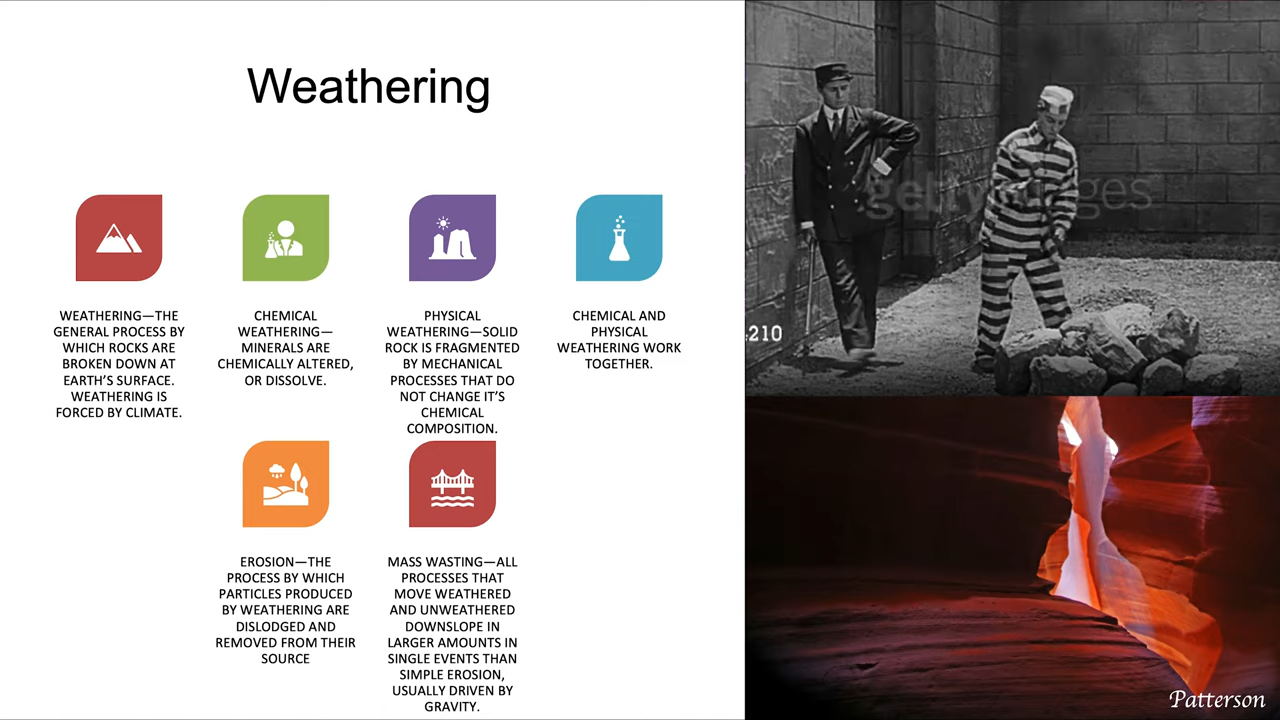 Weathering
WEATHERING—THE
GENERAL PROCESS BY
WHICH ROCKS ARE
BROKEN DOWN AT
EARTH'S SURFACE.
WEATHERING IS
FORCED BY CLIMATE.
CHEMICAL
WEATHERING—
MINERALS ARE
CHEMICALLY ALTERED,
OR DISSOLVE.
PHYSICAL
WEATHERING—SOLID
ROCK IS FRAGMENTED
BY MECHANICAL
PROCESSES THAT DO
NOT CHANGE IT'S
CHEMICAL
COMPOSITION.
CHEMICAL AND
PHYSICAL
WEATHERING WORK
TOGETHER.
EROSION—THE
PROCESS BY WHICH
PARTICLES PRODUCED
BY WEATHERING ARE
DISLODGED AND
REMOVED FROM THEIR
SOURCE
MASS WASTING—ALL
PROCESSES THAT
MOVE WEATHERED
AND UNWEATHERED
DOWNSLOPE IN
LARGER AMOUNTS IN
SINGLE EVENTS THAN
SIMPLE EROSION,
USUALLY DRIVEN BY
GRAVITY.
gettyimages
210
Patterson